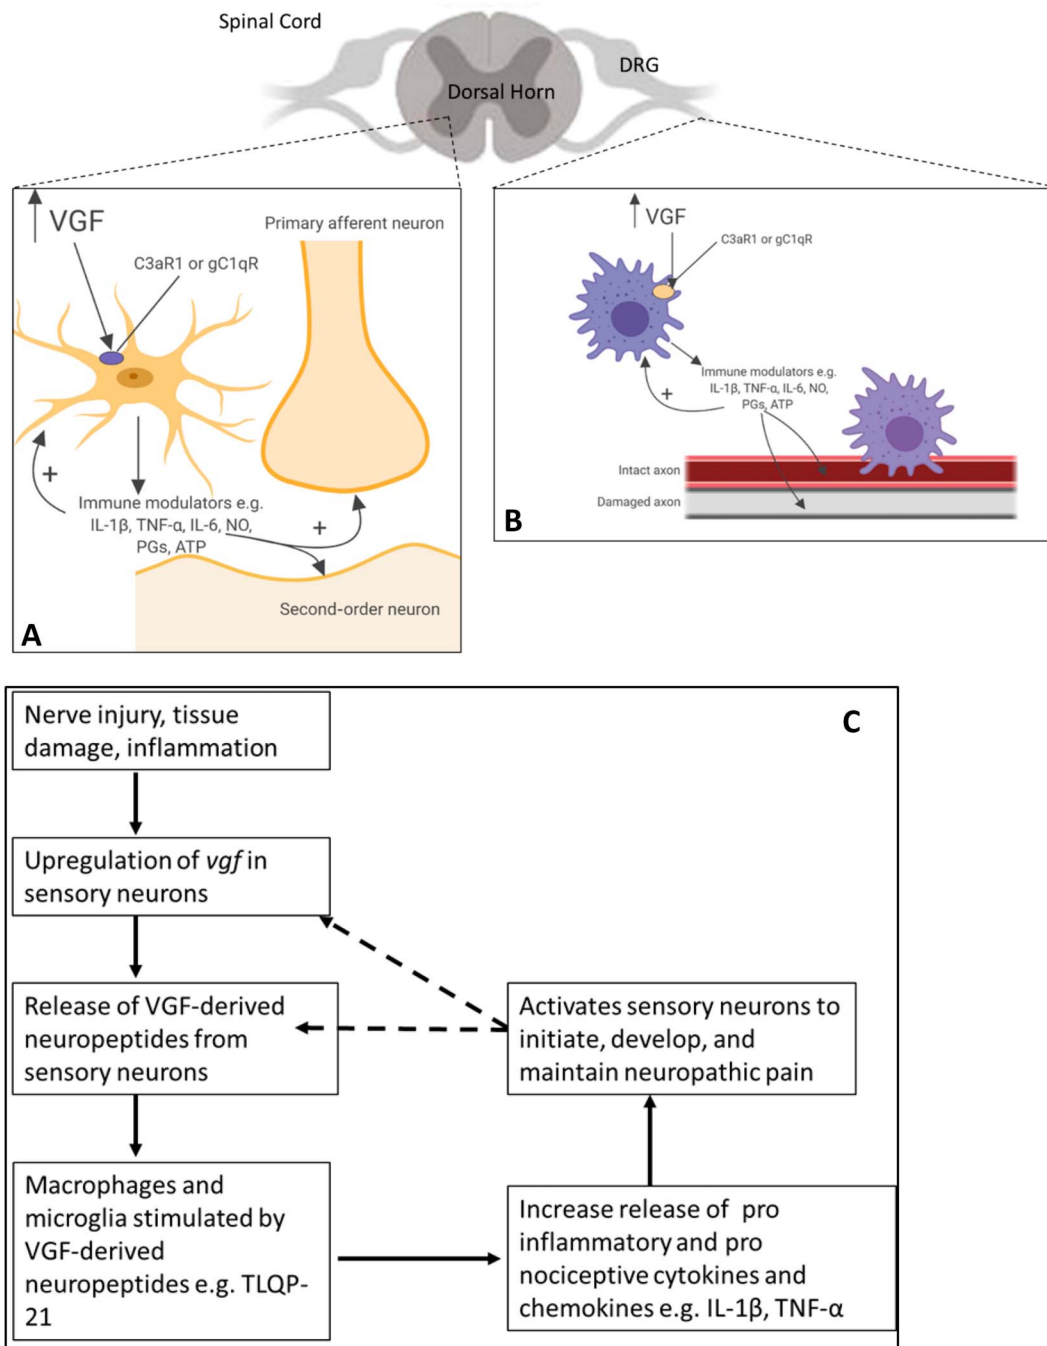 Spinal Cord
DRG
Dorsal Horn
VGF
Primary afferent neuron
C3aR1 or gC1qR
+
Immune modulators e.g.
IL-1β, TNF-α, IL-6, NO,
PGs, ATP
+
Second-order neuron
A
VGF
C3aR1 or gC1qR
Immune modulators e.g.
IL-1β, TNF-α, IL-6, NO,
PGs, ATP
+
Intact axon
Damaged axon
B
C
Nerve injury, tissue
damage, inflammation
Upregulation of vgf in
sensory neurons
Release of VGF-derived
neuropeptides from
sensory neurons
Activates sensory neurons to
initiate, develop, and
maintain neuropathic pain
Macrophages and
microglia stimulated by
VGF-derived
neuropeptides e.g. TLQP-
21
Increase release of pro
inflammatory and pro
nociceptive cytokines and
chemokines e.g. IL-1β, TNF-α